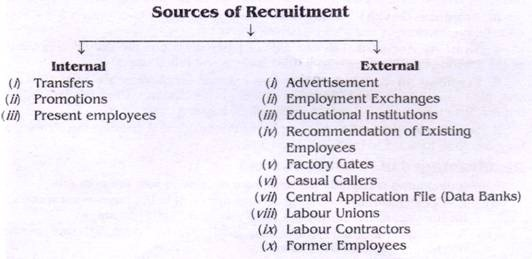 Sources of Recruitment
Internal
(i) Transfers
(ii) Promotions
(iii) Present employees
External
(i) Advertisement
(ii) Employment Exchanges
(iii) Educational Institutions
(iv) Recommendation of Existing
Employees
(v) Factory Gates
(vi) Casual Callers
(vii) Central Application File (Data Banks)
(viii) Labour Unions
(ix) Labour Contractors
(x) Former Employees